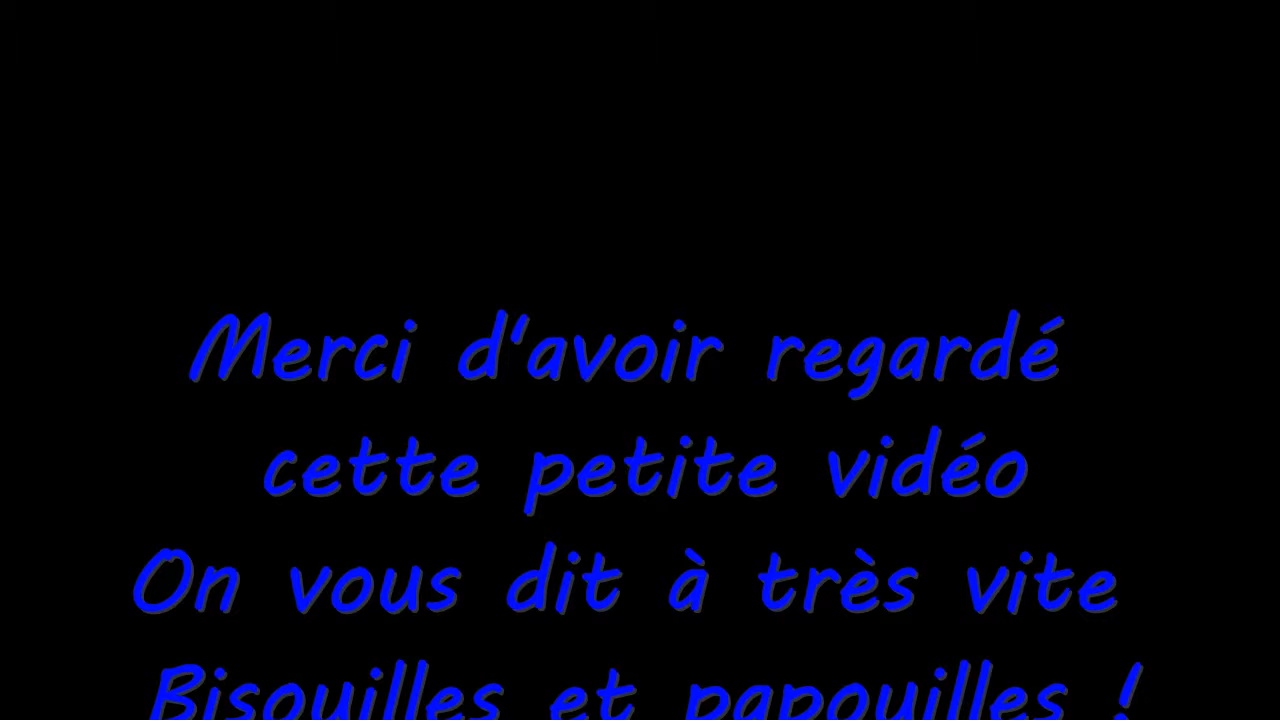 Merci d'avoir regardé
cette petite vidéo
On vous dit à très vite
Bisouilles et papouilles !